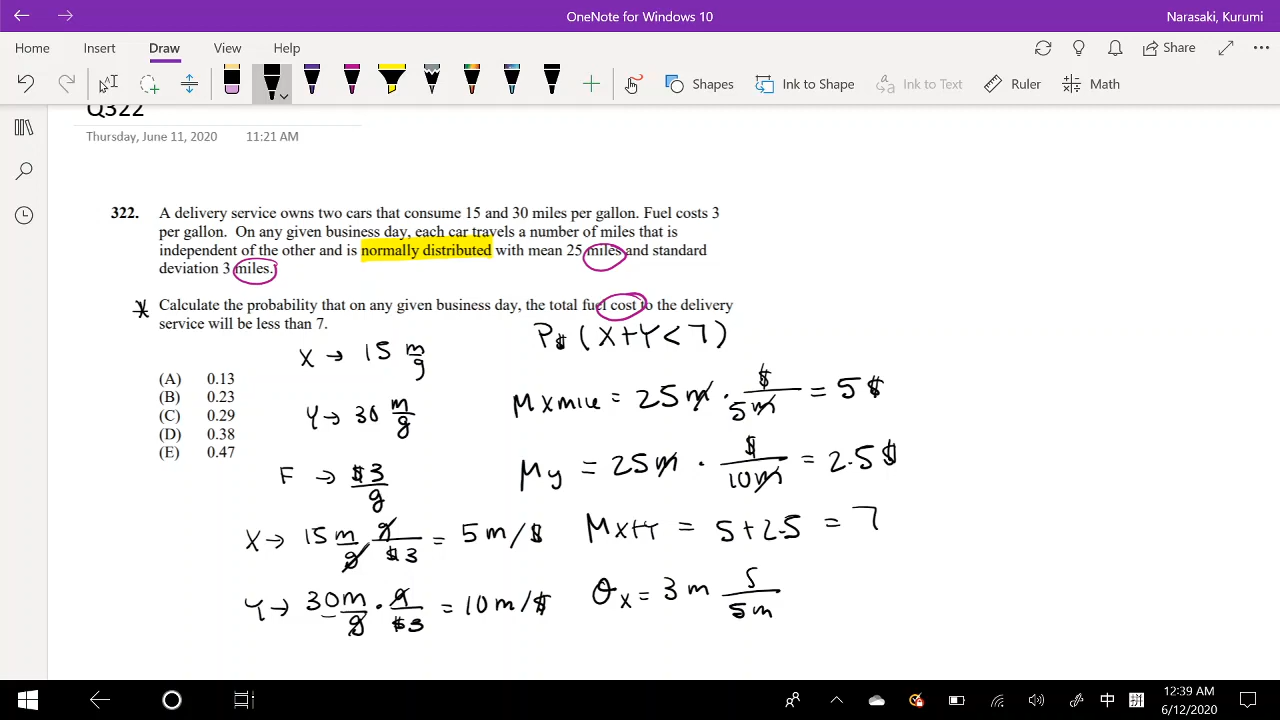 OneNote for Windows 10
Narasaki, Kurumi
Home Insert Draw View Help
Share
Shapes Ink to Shape Ink to Text Ruler Math
Q322
Thursday, June 11, 2020 11:21 AM
322. A delivery service owns two cars that consume 15 and 30 miles per gallon. Fuel costs 3
per gallon. On any given business day, each car travels a number of miles that is
independent of the other and is normally distributed with mean 25 miles and standard
deviation 3 miles.
Calculate the probability that on any given business day, the total fuel cost to the delivery
service will be less than 7.
(A) 0.13
(B) 0.23
(C) 0.29
(D) 0.38
(E) 0.47
X → 15 m/g
Y → 30 m/g
F → $3/g
X → 15 m/g g/$3 = 5 m/$
Y → 30 m/g · g/$3 = 10 m/$
P$ (X+Y < 7)
μ x mile = 25 m · $/5m = 5 $
μ y = 25 m · $/10m = 2.5 $
μ x+Y = 5 + 2.5 = 7
θ x = 3 m 5/5m
中
12:39 AM
6/12/2020